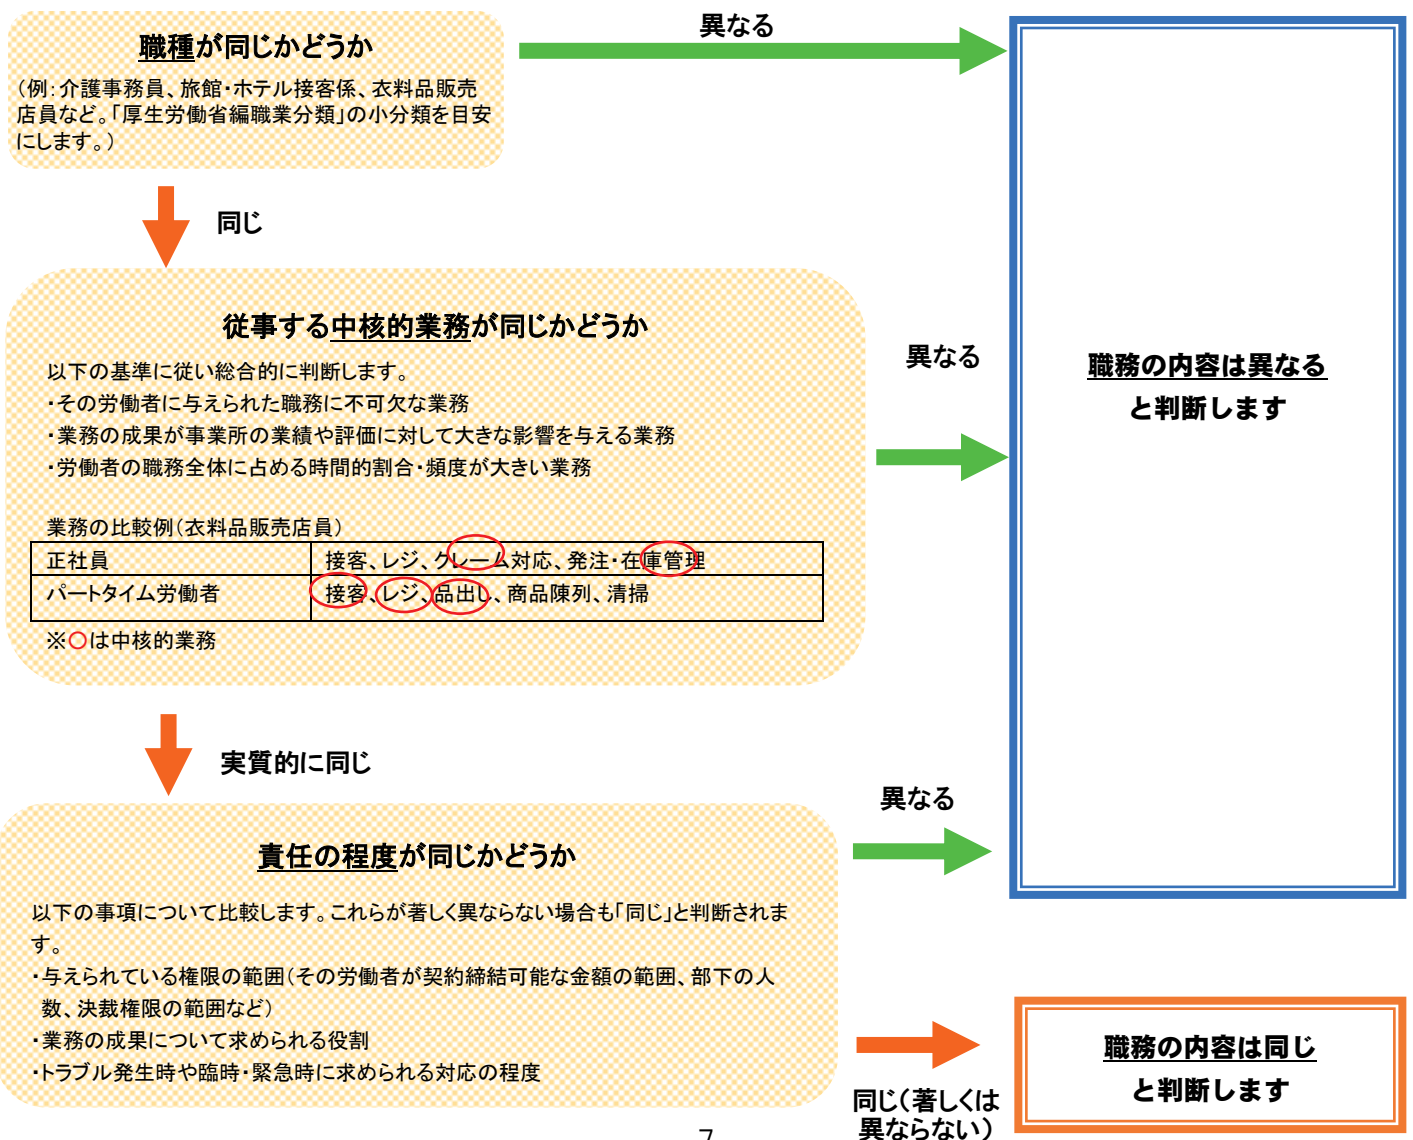 異なる
職種が同じかどうか
（例：介護事務員、旅館・ホテル接客係、衣料品販売
店員など。「厚生労働省編職業分類」の小分類を目安
にします。）
同じ
従事する中核的業務が同じかどうか
以下の基準に従い総合的に判断します。
・その労働者に与えられた職務に不可欠な業務
・業務の成果が事業所の業績や評価に対して大きな影響を与える業務
・労働者の職務全体に占める時間的割合・頻度が大きい業務
業務の比較例（衣料品販売店員）
正社員 接客、レジ、クレーム対応、発注・在庫管理
パートタイム労働者 接客、レジ、品出し、商品陳列、清掃
※○は中核的業務
異なる
職務の内容は異なる
と判断します
実質的に同じ
異なる
責任の程度が同じかどうか
以下の事項について比較します。これらが著しく異ならない場合も「同じ」と判断されま
す。
・与えられている権限の範囲（その労働者が契約締結可能な金額の範囲、部下の人
数、決裁権限の範囲など）
・業務の成果について求められる役割
・トラブル発生時や臨時・緊急時に求められる対応の程度
同じ（著しくは
異ならない）
職務の内容は同じ
と判断します
7